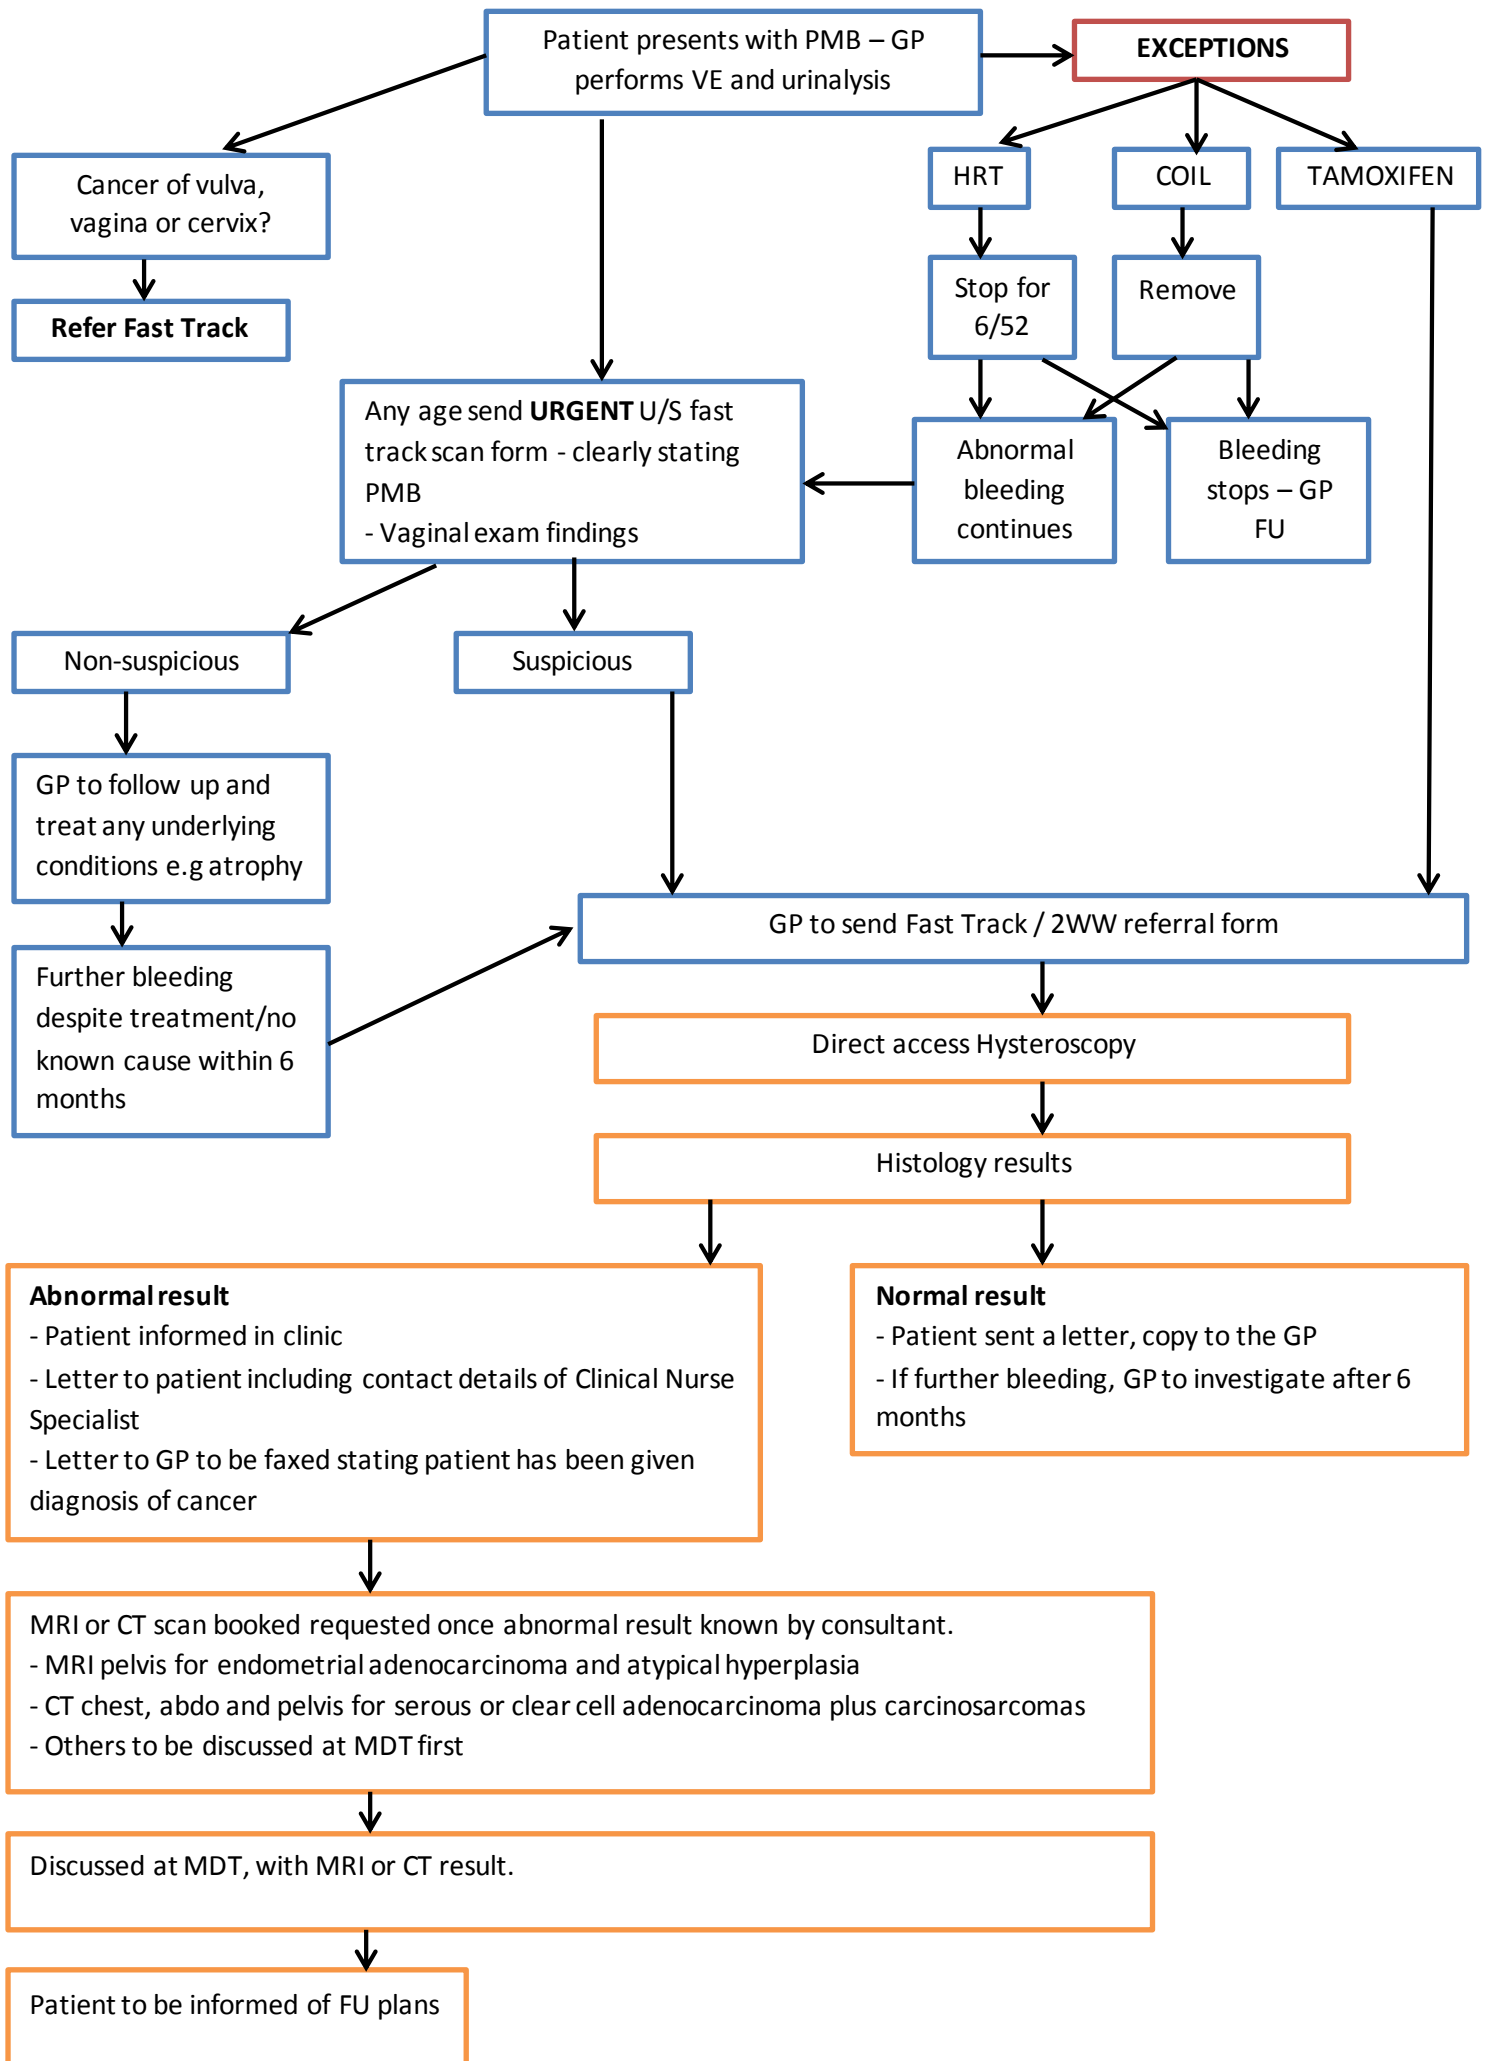 Patient presents with PMB – GP
performs VE and urinalysis
EXCEPTIONS
Cancer of vulva,
vagina or cervix?
HRT
COIL
TAMOXIFEN
Refer Fast Track
Stop for
6/52
Remove
Any age send URGENT U/S fast
track scan form - clearly stating
PMB
- Vaginal exam findings
Abnormal
bleeding
continues
Bleeding
stops – GP
FU
Non-suspicious
Suspicious
GP to follow up and
treat any underlying
conditions e.g atrophy
Further bleeding
despite treatment/no
known cause within 6
months
GP to send Fast Track / 2WW referral form
Direct access Hysteroscopy
Histology results
Abnormal result
- Patient informed in clinic
- Letter to patient including contact details of Clinical Nurse
Specialist
- Letter to GP to be faxed stating patient has been given
diagnosis of cancer
Normal result
- Patient sent a letter, copy to the GP
- If further bleeding, GP to investigate after 6
months
MRI or CT scan booked requested once abnormal result known by consultant.
- MRI pelvis for endometrial adenocarcinoma and atypical hyperplasia
- CT chest, abdo and pelvis for serous or clear cell adenocarcinoma plus carcinosarcomas
- Others to be discussed at MDT first
Discussed at MDT, with MRI or CT result.
Patient to be informed of FU plans